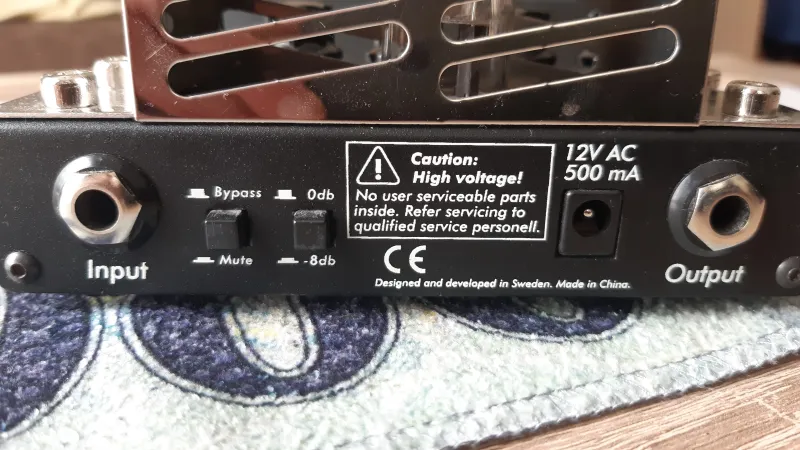 Bypass
0db
Mute
-8db
Input
Caution:
High voltage!
No user serviceable parts
inside. Refer servicing to
qualified service personell.
CE
Designed and developed in Sweden. Made in China.
12V AC
500 mA
Output